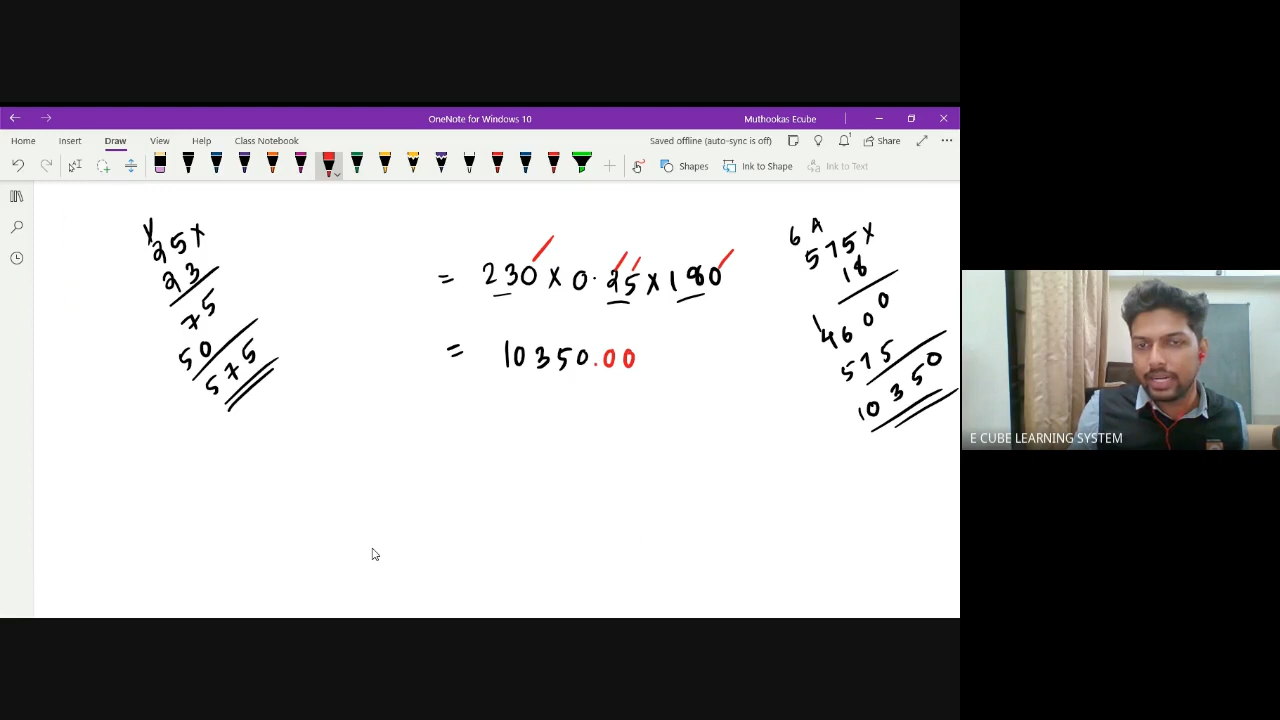 OneNote for Windows 10
Muthookas Ecube
Home Insert Draw View Help Class Notebook
Saved offline (auto-sync is off)
Share
Shapes
Ink to Shape
Ink to Text
25x
23
75
50
575
= 230 x 0.25 x 180
= 10350.00
575x
18
4600
575
10350
E CUBE LEARNING SYSTEM